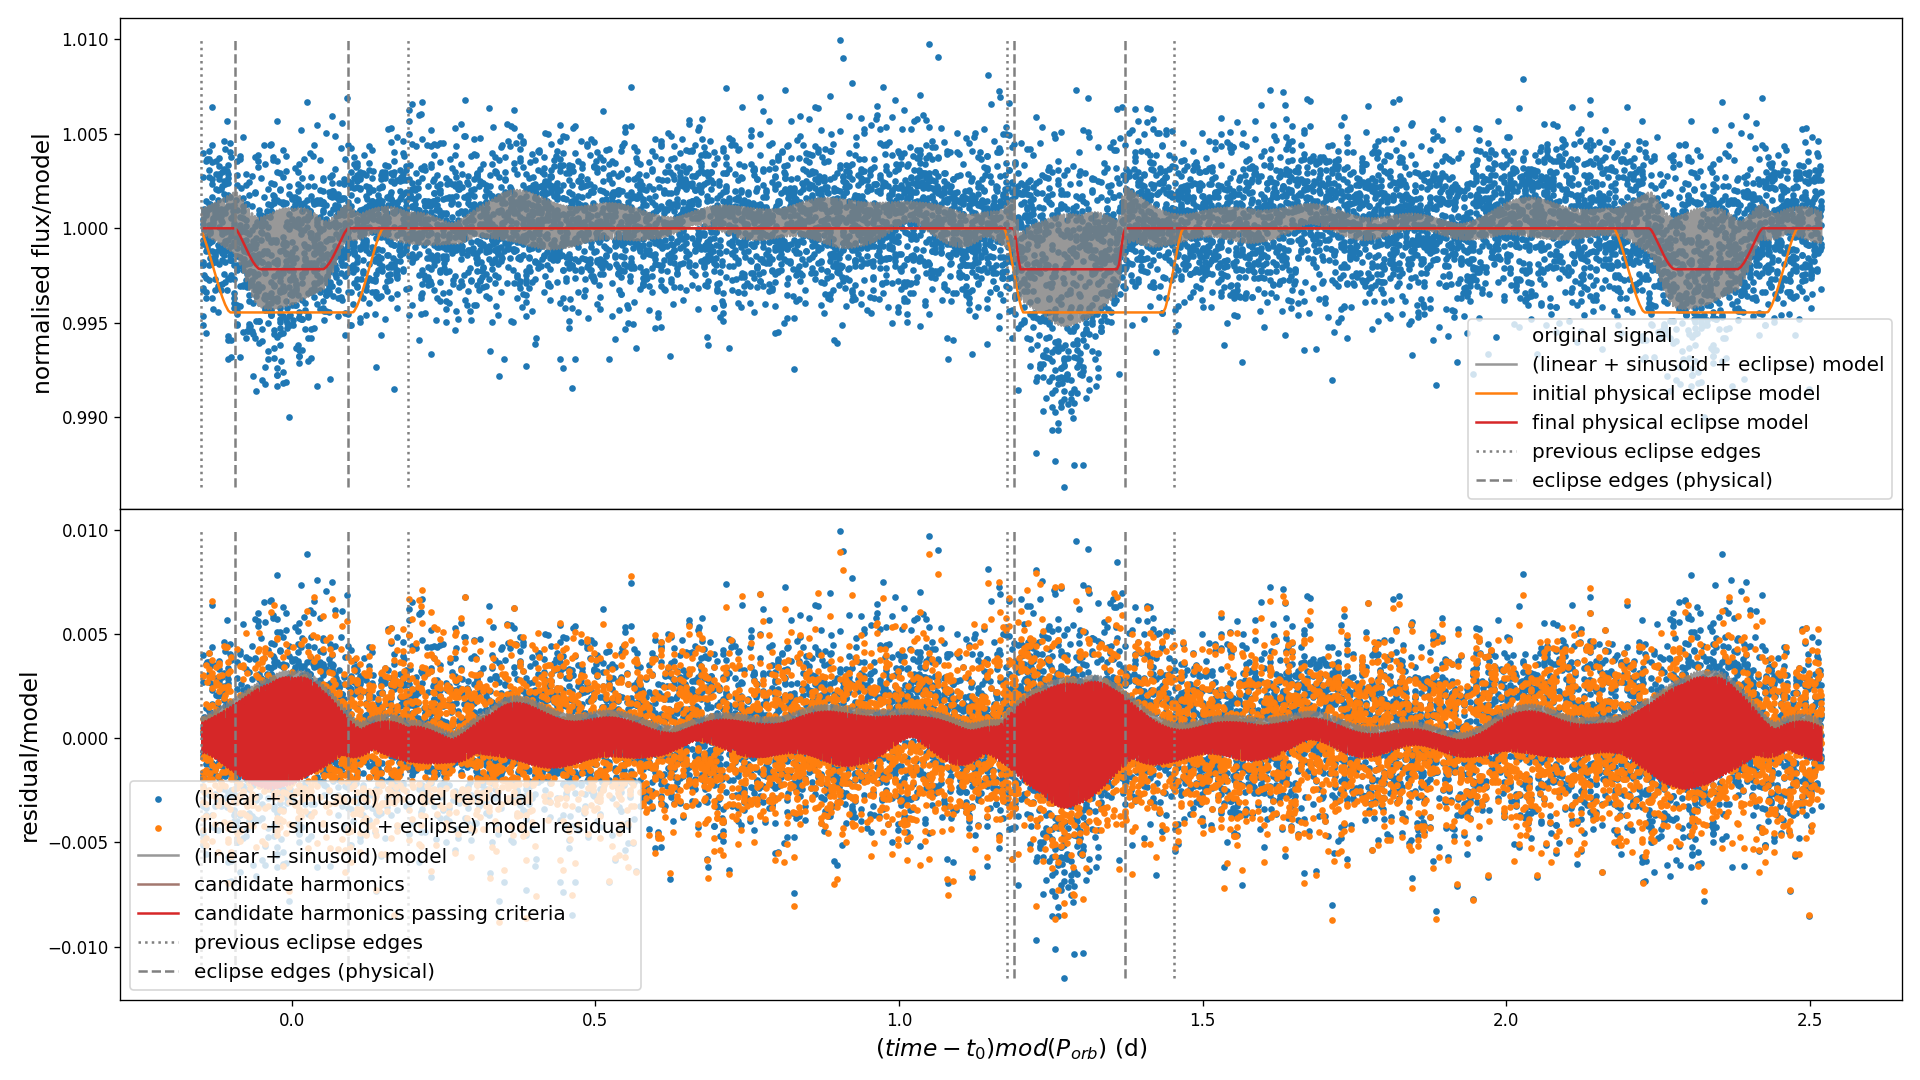 1.010
1.005
1.000
0.995
0.990
normalised flux/model
original signal
(linear + sinusoid + eclipse) model
initial physical eclipse model
final physical eclipse model
previous eclipse edges
eclipse edges (physical)
0.010
0.005
0.000
−0.005
−0.010
residual/model
(linear + sinusoid) model residual
(linear + sinusoid + eclipse) model residual
(linear + sinusoid) model
candidate harmonics
candidate harmonics passing criteria
previous eclipse edges
eclipse edges (physical)
0.0 0.5 1.0 1.5 2.0 2.5
(time − t₀)mod(P_orb) (d)